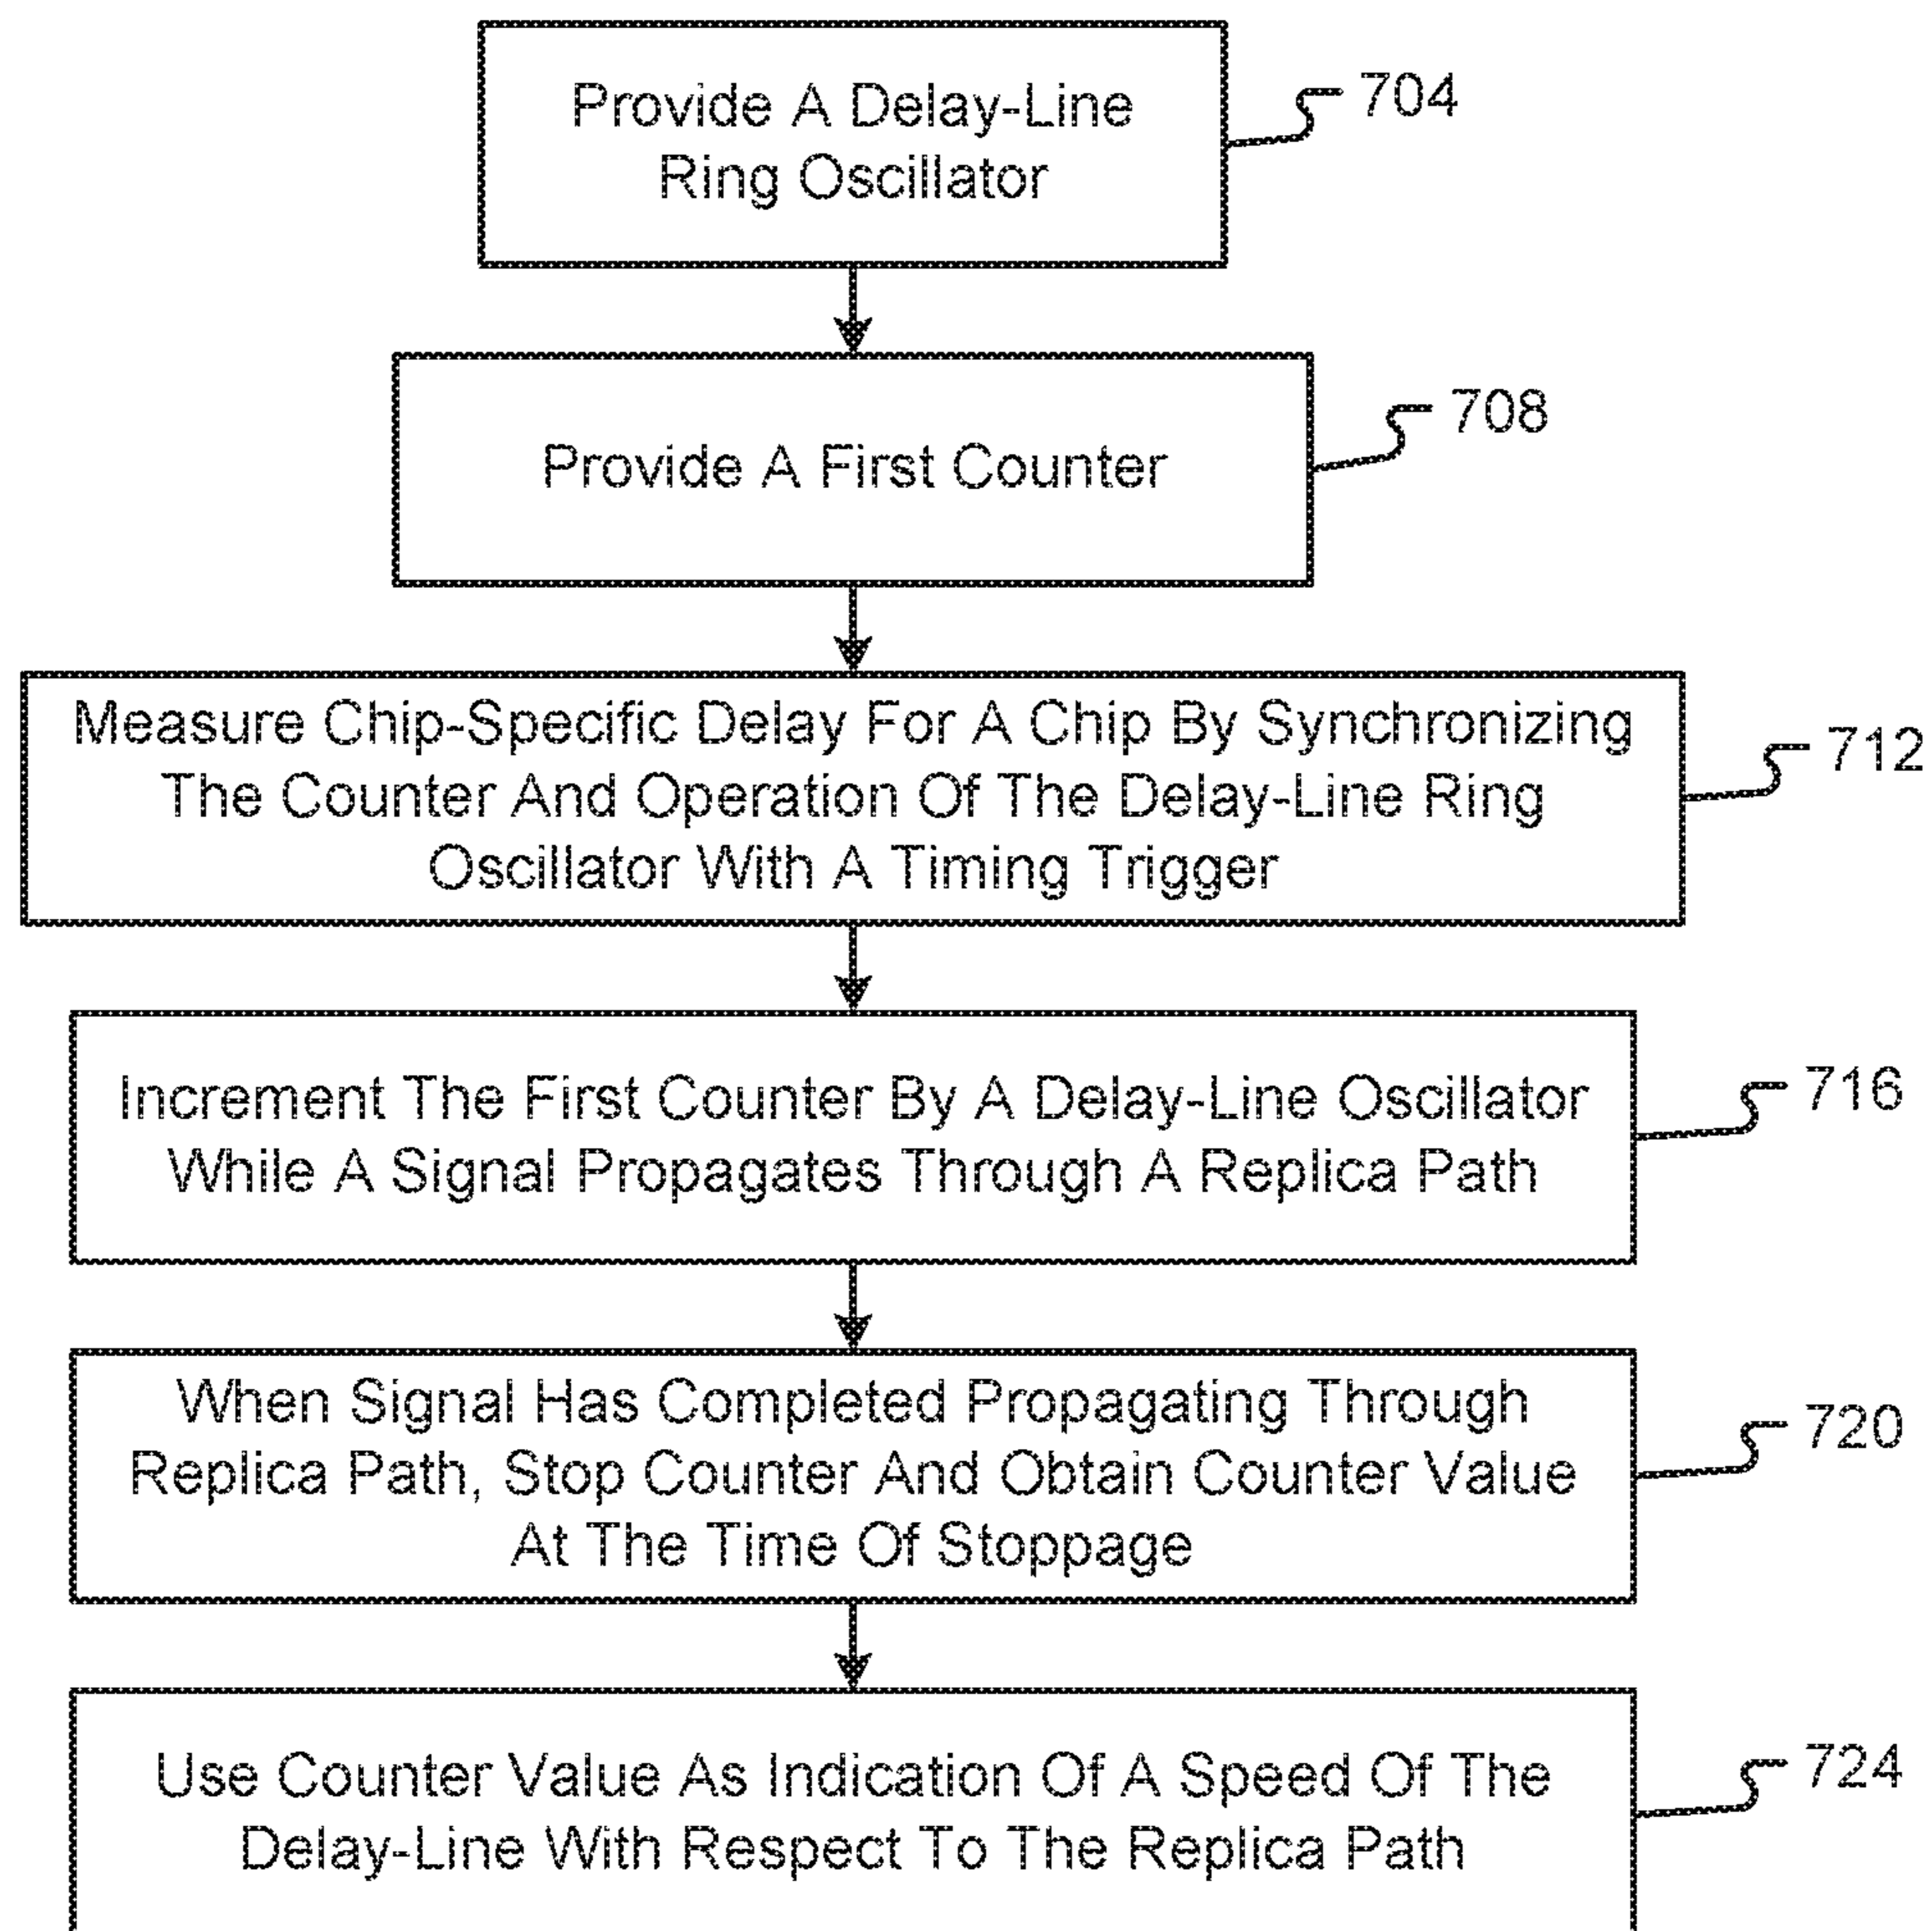 Provide A Delay-Line
Ring Oscillator
704
Provide A First Counter
708
Measure Chip-Specific Delay For A Chip By Synchronizing
The Counter And Operation Of The Delay-Line Ring
Oscillator With A Timing Trigger
712
Increment The First Counter By A Delay-Line Oscillator
While A Signal Propagates Through A Replica Path
716
When Signal Has Completed Propagating Through
Replica Path, Stop Counter And Obtain Counter Value
At The Time Of Stoppage
720
Use Counter Value As Indication Of A Speed Of The
Delay-Line With Respect To The Replica Path
724